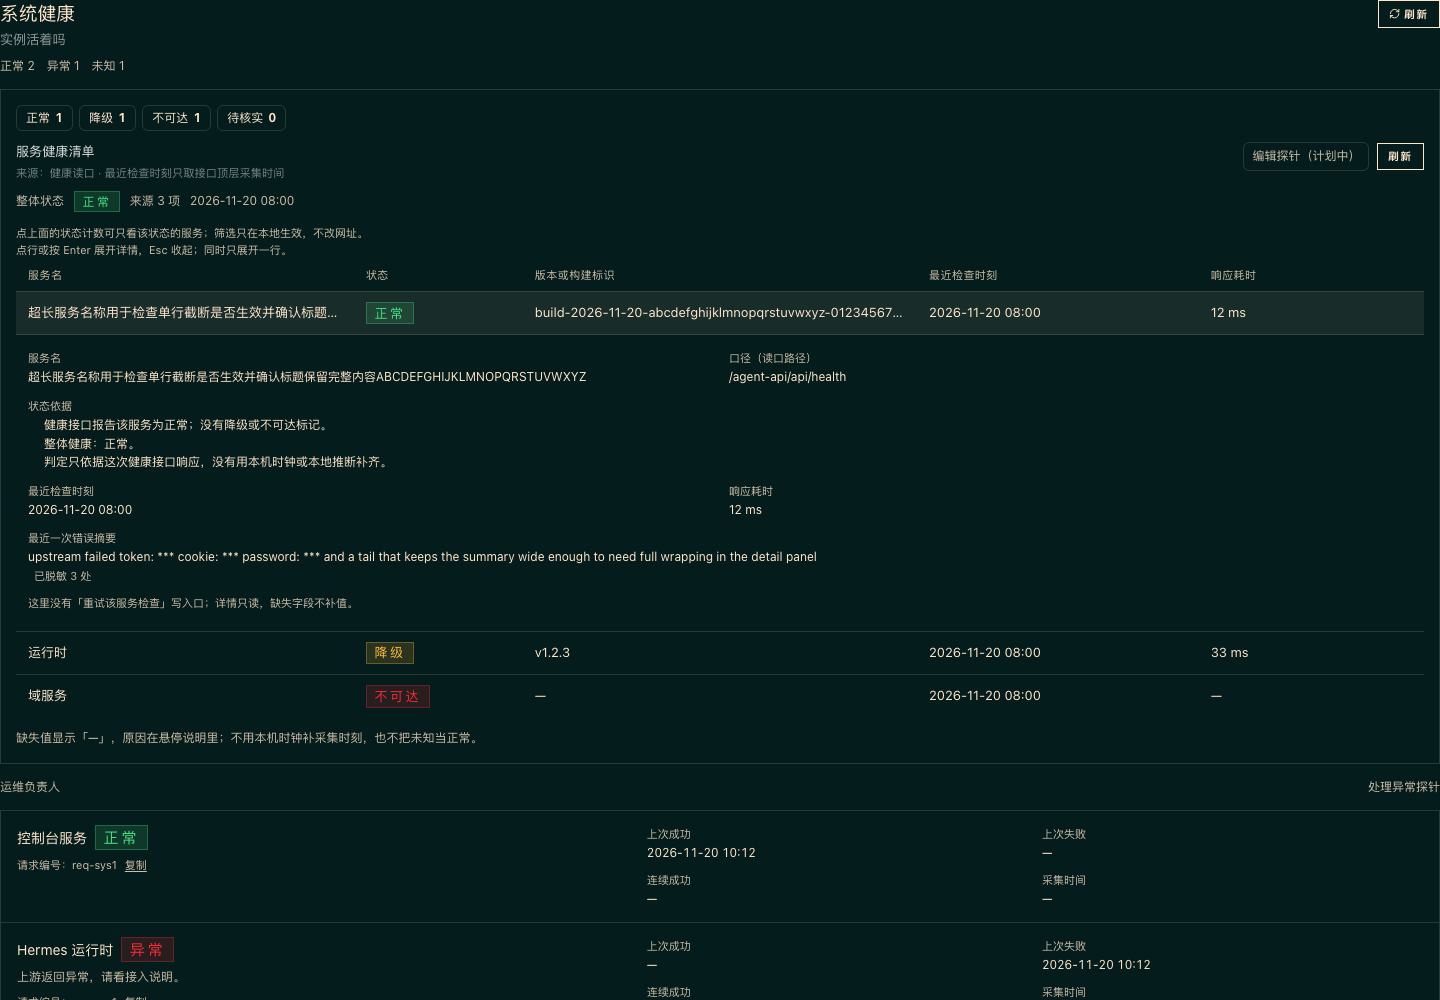 系统健康
刷新
实例活着吗
正常 2 异常 1 未知 1
正常 1 降级 1 不可达 1 待核实 0
服务健康清单
编辑探针（计划中） 刷新
来源：健康读口 · 最近检查时刻只取接口顶层采集时间
整体状态 正常 来源 3 项 2026-11-20 08:00
点上面的状态计数可只看该状态的服务；筛选只在本地生效，不改网址。
点行或按 Enter 展开详情，Esc 收起；同时只展开一行。
服务名 状态 版本或构建标识 最近检查时刻 响应耗时
超长服务名称用于检查单行截断是否生效并确认标题... 正常 build-2026-11-20-abcdefghijklmnopqrstuvwxyz-01234567... 2026-11-20 08:00 12 ms
服务名 口径（读口路径）
超长服务名称用于检查单行截断是否生效并确认标题保留完整内容ABCDEFGHIJKLMNOPQRSTUVWXYZ /agent-api/api/health
状态依据
健康接口报告该服务为正常；没有降级或不可达标记。
整体健康：正常。
判定只依据这次健康接口响应，没有用本机时钟或本地推断补齐。
最近检查时刻 响应耗时
2026-11-20 08:00 12 ms
最近一次错误摘要
upstream failed token: *** cookie: *** password: *** and a tail that keeps the summary wide enough to need full wrapping in the detail panel
已脱敏 3 处
这里没有「重试该服务检查」写入口；详情只读，缺失字段不补值。
运行时 降级 v1.2.3 2026-11-20 08:00 33 ms
域服务 不可达 — 2026-11-20 08:00 —
缺失值显示「—」，原因在悬停说明里；不用本机时钟补采集时刻，也不把未知当正常。
运维负责人 处理异常探针
控制台服务 正常 上次成功 上次失败
2026-11-20 10:12 —
请求编号：req-sys1 复制
连续成功 采集时间
— —
Hermes 运行时 异常 上次成功 上次失败
— 2026-11-20 10:12
上游返回异常，请看接入说明。
连续成功 采集时间